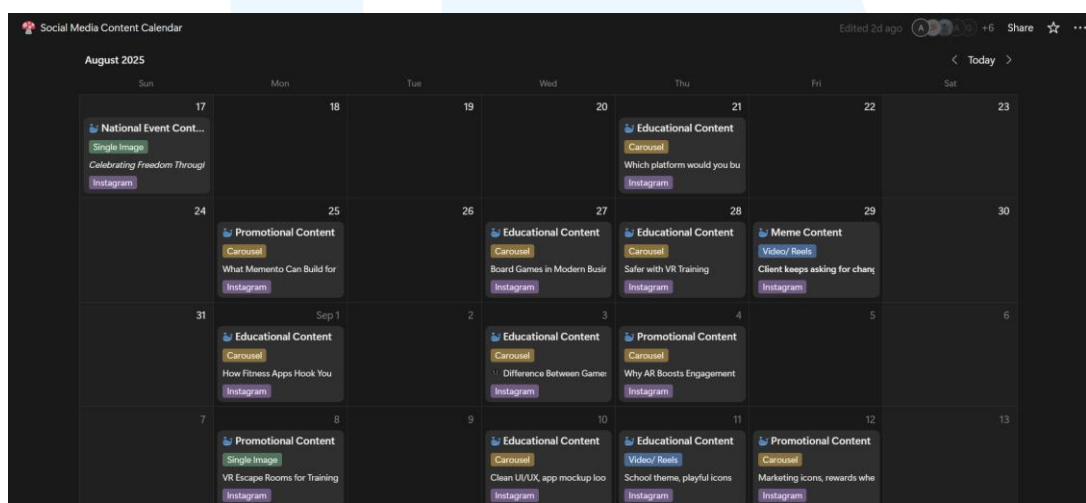 Social Media Content Calendar
Edited 2d ago A +6 Share
August 2025
Today
Sun Mon Tue Wed Thu Fri Sat
17 18 19 20 21 22 23
National Event Cont...
Single Image
Celebrating Freedom Throug
Instagram
Educational Content
Carousel
Which platform would you bu
Instagram
24 25 26 27 28 29 30
Promotional Content
Carousel
What Memento Can Build for
Instagram
Educational Content
Carousel
Board Games in Modern Busin
Instagram
Educational Content
Carousel
Safer with VR Training
Instagram
Meme Content
Video/ Reels
Client keeps asking for chang
Instagram
31 Sep 1 2 3 4 5 6
Educational Content
Carousel
How Fitness Apps Hook You
Instagram
Educational Content
Carousel
Difference Between Games
Instagram
Promotional Content
Carousel
Why AR Boosts Engagement
Instagram
7 8 9 10 11 12 13
Promotional Content
Single Image
VR Escape Rooms for Training
Instagram
Educational Content
Carousel
Clean UI/UX, app mockup loo
Instagram
Educational Content
Video/ Reels
School theme, playful icons
Instagram
Promotional Content
Carousel
Marketing icons, rewards whe
Instagram